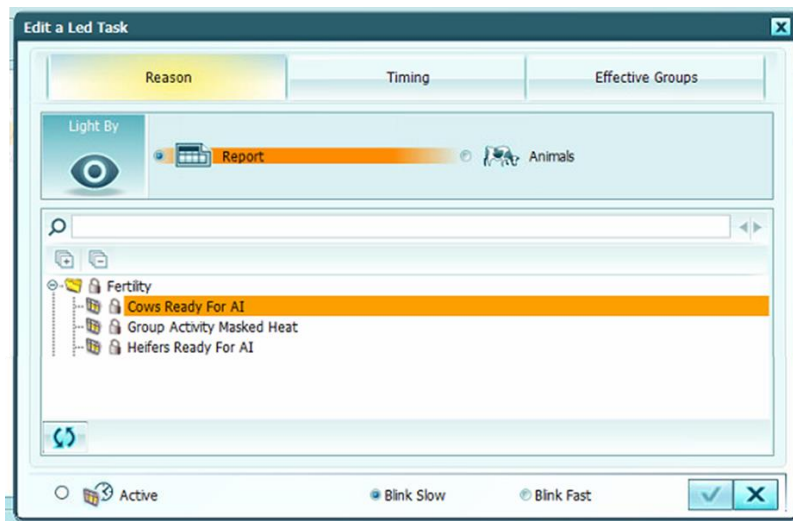 Edit a Led Task
Reason Timing Effective Groups
Light By
Report Animals
Fertility
Cows Ready For AI
Group Activity Masked Heat
Heifers Ready For AI
Active Blink Slow Blink Fast